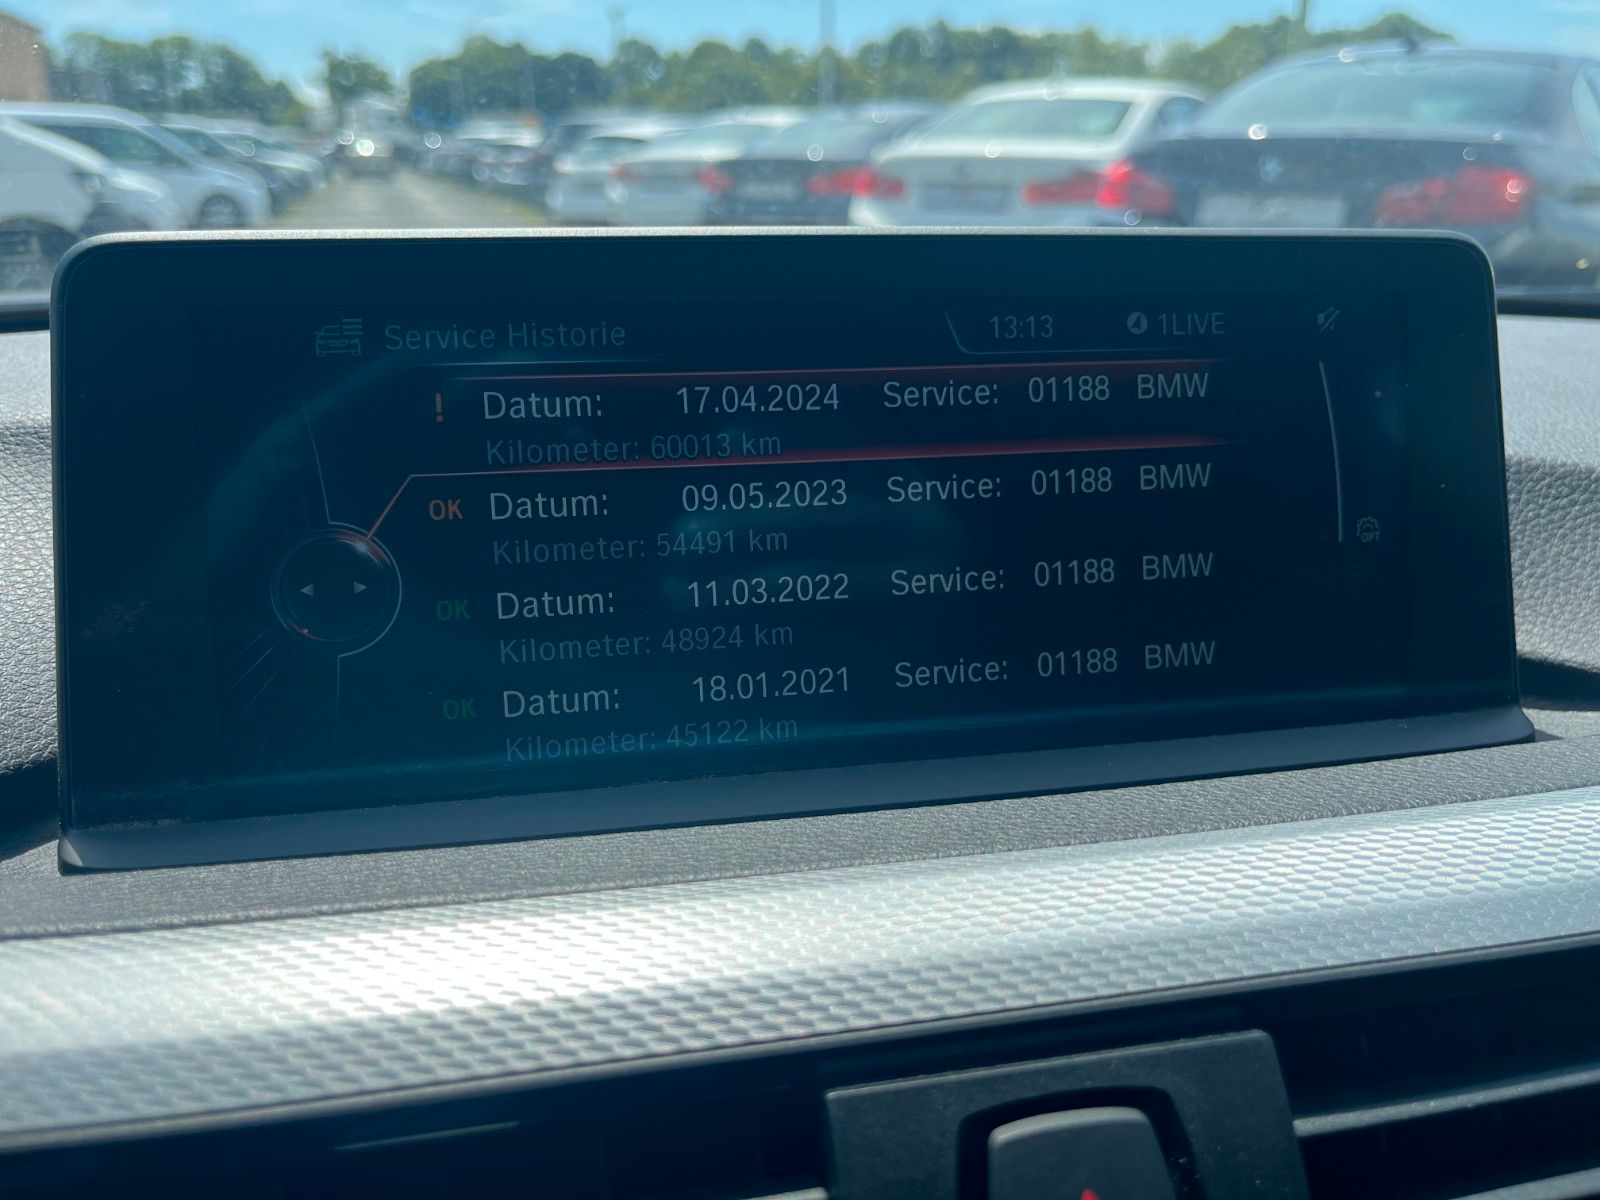 Service Historie 13:13 1LIVE
! Datum: 17.04.2024 Service: 01188 BMW
Kilometer: 60013 km
OK Datum: 09.05.2023 Service: 01188 BMW
Kilometer: 54491 km
OPT
OK Datum: 11.03.2022 Service: 01188 BMW
Kilometer: 48924 km
OK Datum: 18.01.2021 Service: 01188 BMW
Kilometer: 45122 km